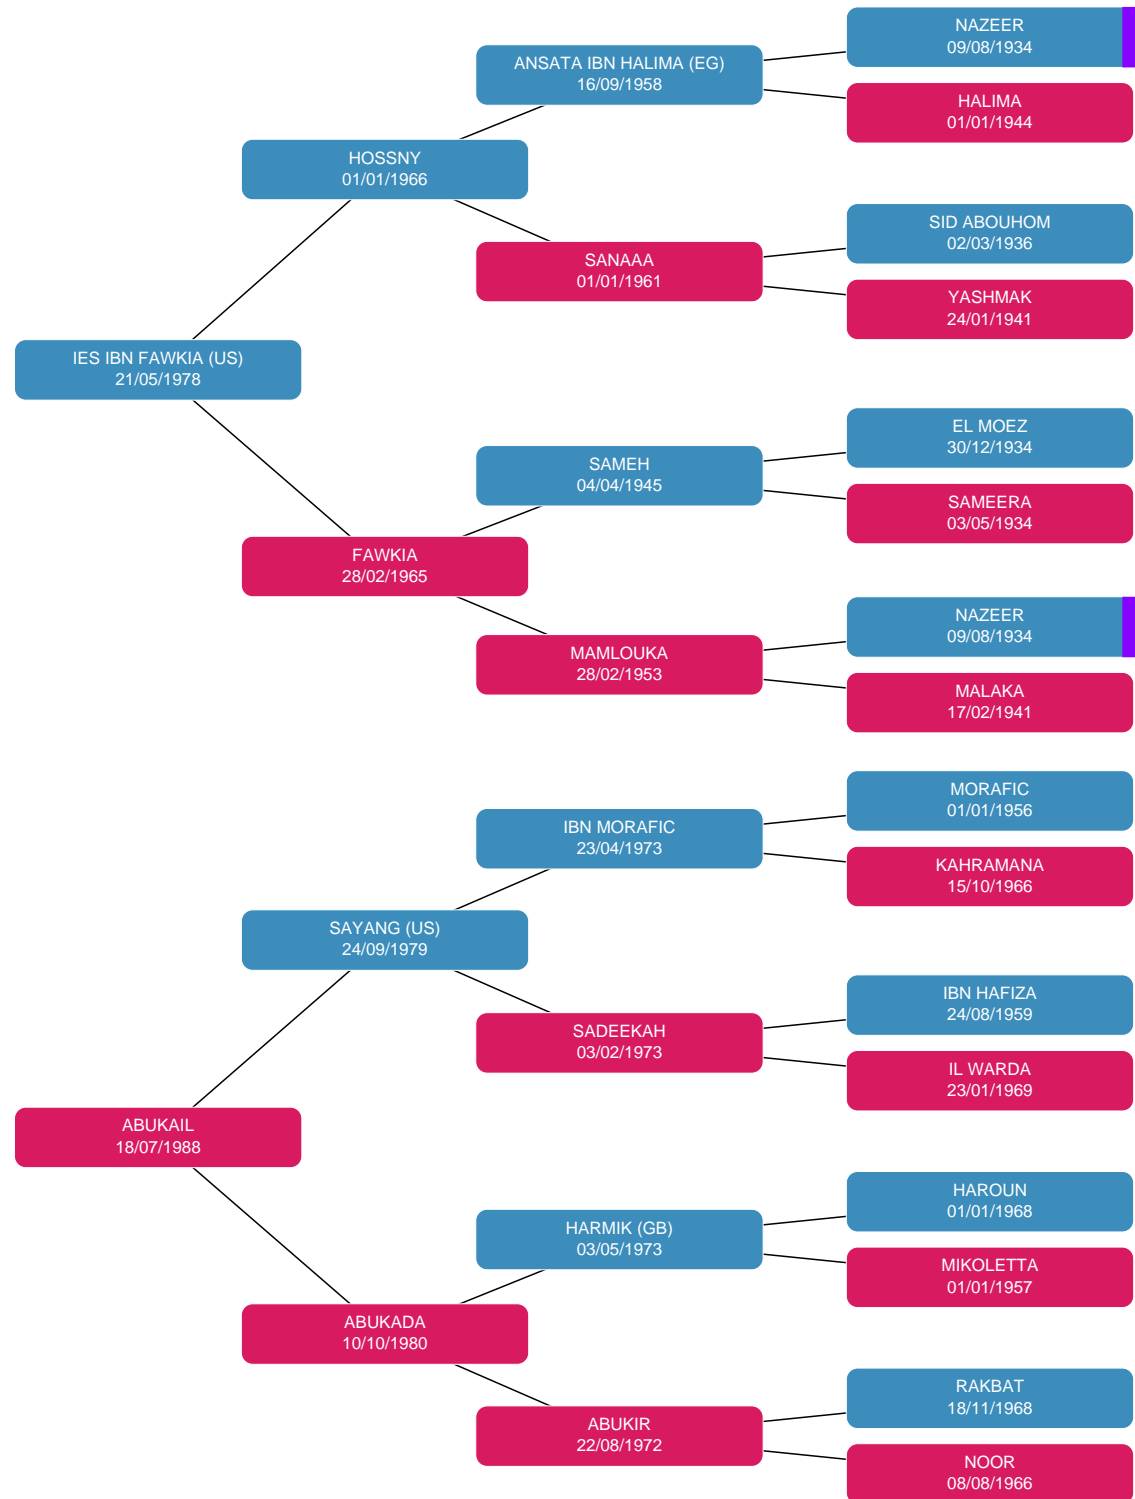 NAZEER
09/08/1934
ANSATA IBN HALIMA (EG)
16/09/1958
HALIMA
01/01/1944
HOSSNY
01/01/1966
SID ABOUHOM
02/03/1936
SANAAA
01/01/1961
YASHMAK
24/01/1941
IES IBN FAWKIA (US)
21/05/1978
EL MOEZ
30/12/1934
SAMEH
04/04/1945
SAMEERA
03/05/1934
FAWKIA
28/02/1965
NAZEER
09/08/1934
MAMLOUKA
28/02/1953
MALAKA
17/02/1941
MORAFIC
01/01/1956
IBN MORAFIC
23/04/1973
KAHRAMANA
15/10/1966
SAYANG (US)
24/09/1979
IBN HAFIZA
24/08/1959
SADEEKAH
03/02/1973
IL WARDA
23/01/1969
ABUKAIL
18/07/1988
HAROUN
01/01/1968
HARMIK (GB)
03/05/1973
MIKOLETTA
01/01/1957
ABUKADA
10/10/1980
RAKBAT
18/11/1968
ABUKIR
22/08/1972
NOOR
08/08/1966